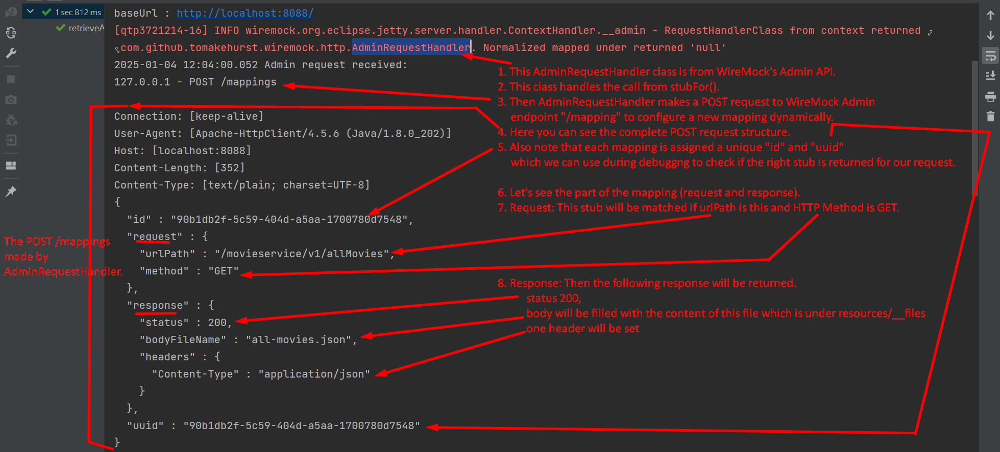 1 sec 812 ms
retrieveA
baseUrl : http://localhost:8088/
[qtp3721214-16] INFO wiremock.org.eclipse.jetty.server.handler.ContextHandler.__admin - RequestHandlerClass from context returned
com.github.tomakehurst.wiremock.http.AdminRequestHandler. Normalized mapped under returned 'null'
2025-01-04 12:04:00.052 Admin request received:
127.0.0.1 - POST /mappings
Connection: [keep-alive]
User-Agent: [Apache-HttpClient/4.5.6 (Java/1.8.0_202)]
Host: [localhost:8088]
Content-Length: [352]
Content-Type: [text/plain; charset=UTF-8]
{
"id" : "90b1db2f-5c59-404d-a5aa-1700780d7548",
"request" : {
"urlPath" : "/movieservice/v1/allMovies",
"method" : "GET"
},
"response" : {
"status" : 200,
"bodyFileName" : "all-movies.json",
"headers" : {
"Content-Type" : "application/json"
}
},
"uuid" : "90b1db2f-5c59-404d-a5aa-1700780d7548"
}
1. This AdminRequestHandler class is from WireMock's Admin API.
2. This class handles the call from stubFor().
3. Then AdminRequestHandler makes a POST request to WireMock Admin
endpoint "/mapping" to configure a new mapping dynamically.
4. Here you can see the complete POST request structure.
5. Also note that each mapping is assigned a unique "id" and "uuid"
which we can use during debuggng to check if the right stub is returned for our request.
6. Let's see the part of the mapping (request and response).
7. Request: This stub will be matched if urlPath is this and HTTP Method is GET.
8. Response: Then the following response will be returned.
status 200,
body will be filled with the content of this file which is under resources/__files
one header will be set
The POST /mappings
made by
AdminRequestHandler.